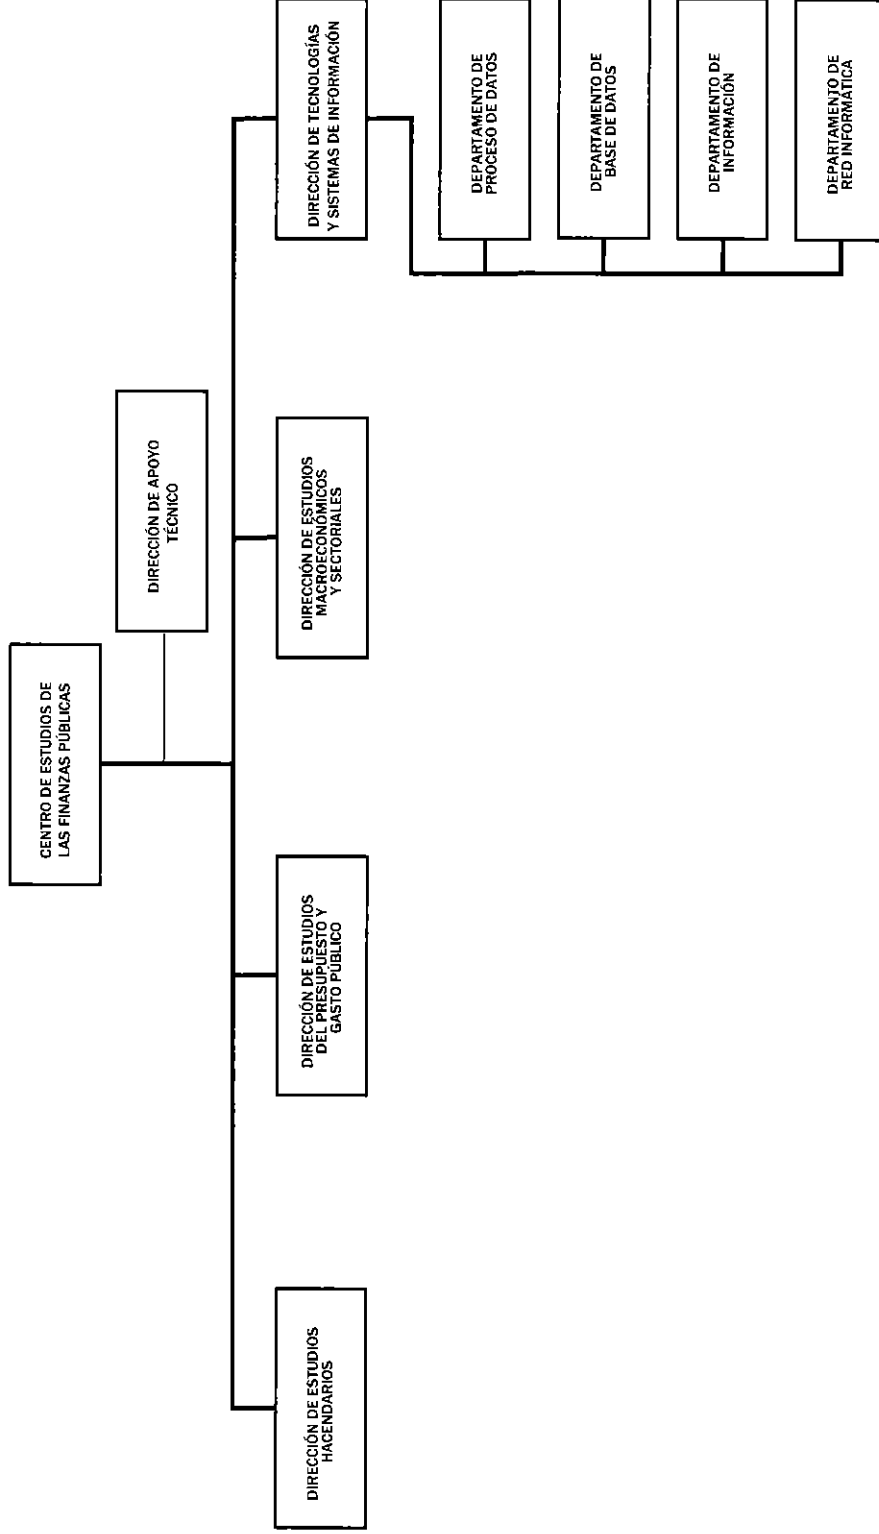 CENTRO DE ESTUDIOS DE
LAS FINANZAS PÚBLICAS
DIRECCIÓN DE APOYO
TÉCNICO
DIRECCIÓN DE ESTUDIOS
HACENDARIOS
DIRECCIÓN DE ESTUDIOS
DEL PRESUPUESTO Y
GASTO PÚBLICO
DIRECCIÓN DE ESTUDIOS
MACROECONÓMICOS
Y SECTORIALES
DIRECCIÓN DE TECNOLOGÍAS
Y SISTEMAS DE INFORMACIÓN
DEPARTAMENTO DE
PROCESO DE DATOS
DEPARTAMENTO DE
BASE DE DATOS
DEPARTAMENTO DE
INFORMACIÓN
DEPARTAMENTO DE
RED INFORMÁTICA